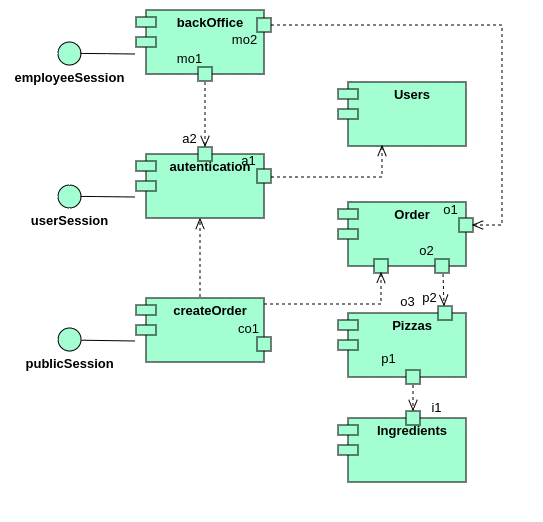 backOffice
mo2
mo1
employeeSession
Users
a2
a1
autentication
userSession
Order
o1
o2
createOrder
co1
publicSession
o3
p2
Pizzas
p1
i1
Ingredients